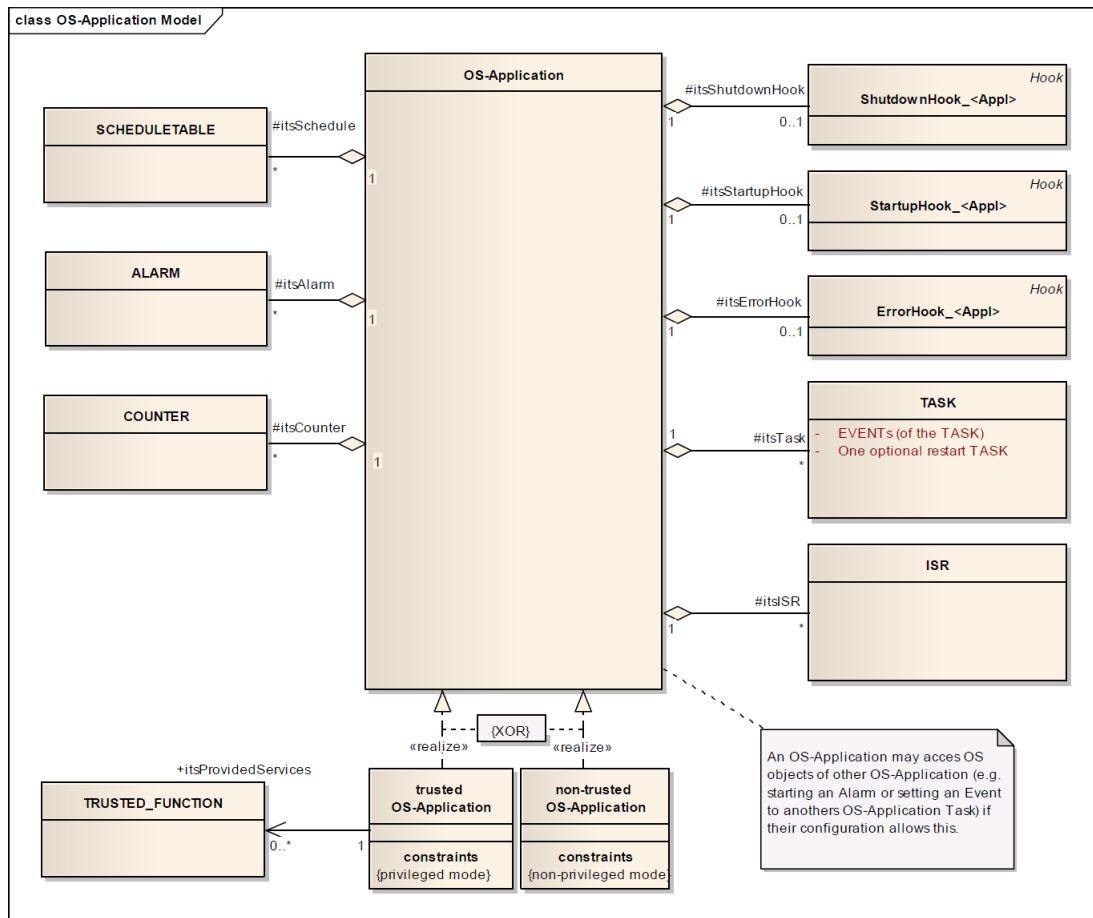 class OS-Application Model
OS-Application
SCHEDULETABLE
#itsSchedule
*
1
ALARM
#itsAlarm
*
1
COUNTER
#itsCounter
*
1
#itsShutdownHook
1
0..1
Hook
ShutdownHook_<Appl>
#itsStartupHook
1
0..1
Hook
StartupHook_<Appl>
#itsErrorHook
1
0..1
Hook
ErrorHook_<Appl>
1
#itsTask
*
TASK
- EVENTs (of the TASK)
- One optional restart TASK
#itsISR
1
*
ISR
{XOR}
«realize»
«realize»
+itsProvidedServices
TRUSTED_FUNCTION
0..*
1
trusted
OS-Application
constraints
{privileged mode}
non-trusted
OS-Application
constraints
{non-privileged mode}
An OS-Application may acces OS
objects of other OS-Application (e.g.
starting an Alarm or setting an Event
to anothers OS-Application Task) if
their configuration allows this.